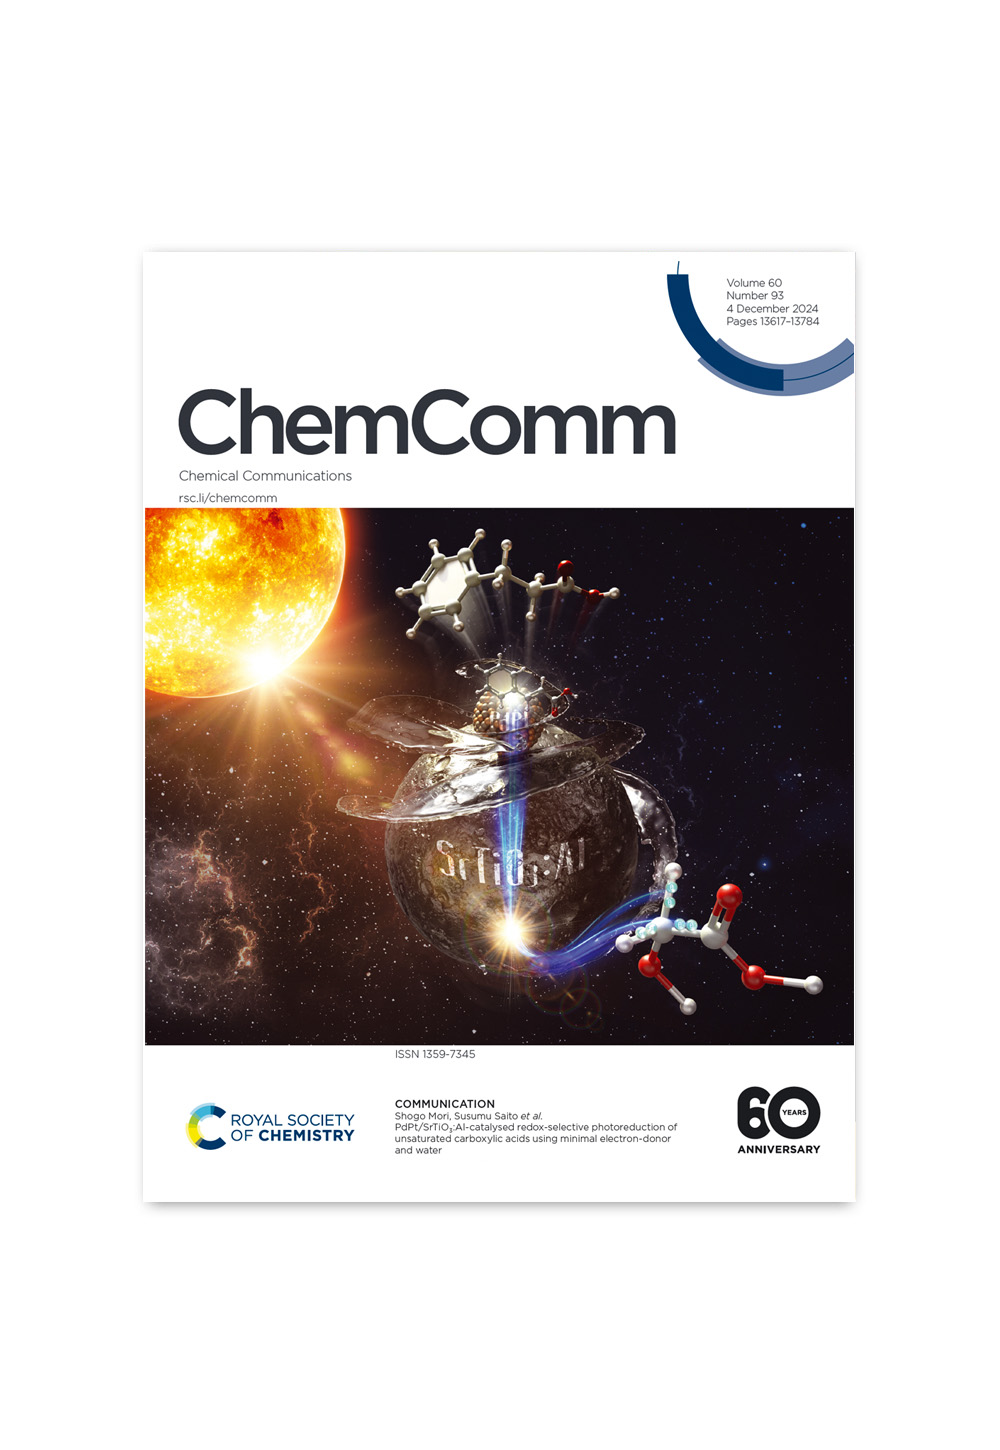 Volume 60
Number 93
4 December 2024
Pages 13617-13784
ChemComm
Chemical Communications
rsc.li/chemcomm
PdPt
SrTiO₃:Al
ISSN 1359-7345
ROYAL SOCIETY
OF CHEMISTRY
COMMUNICATION
Shogo Mori, Susumu Saito et al.
PdPt/SrTiO₃:Al-catalysed redox-selective photoreduction of
unsaturated carboxylic acids using minimal electron-donor
and water
60
YEARS
ANNIVERSARY